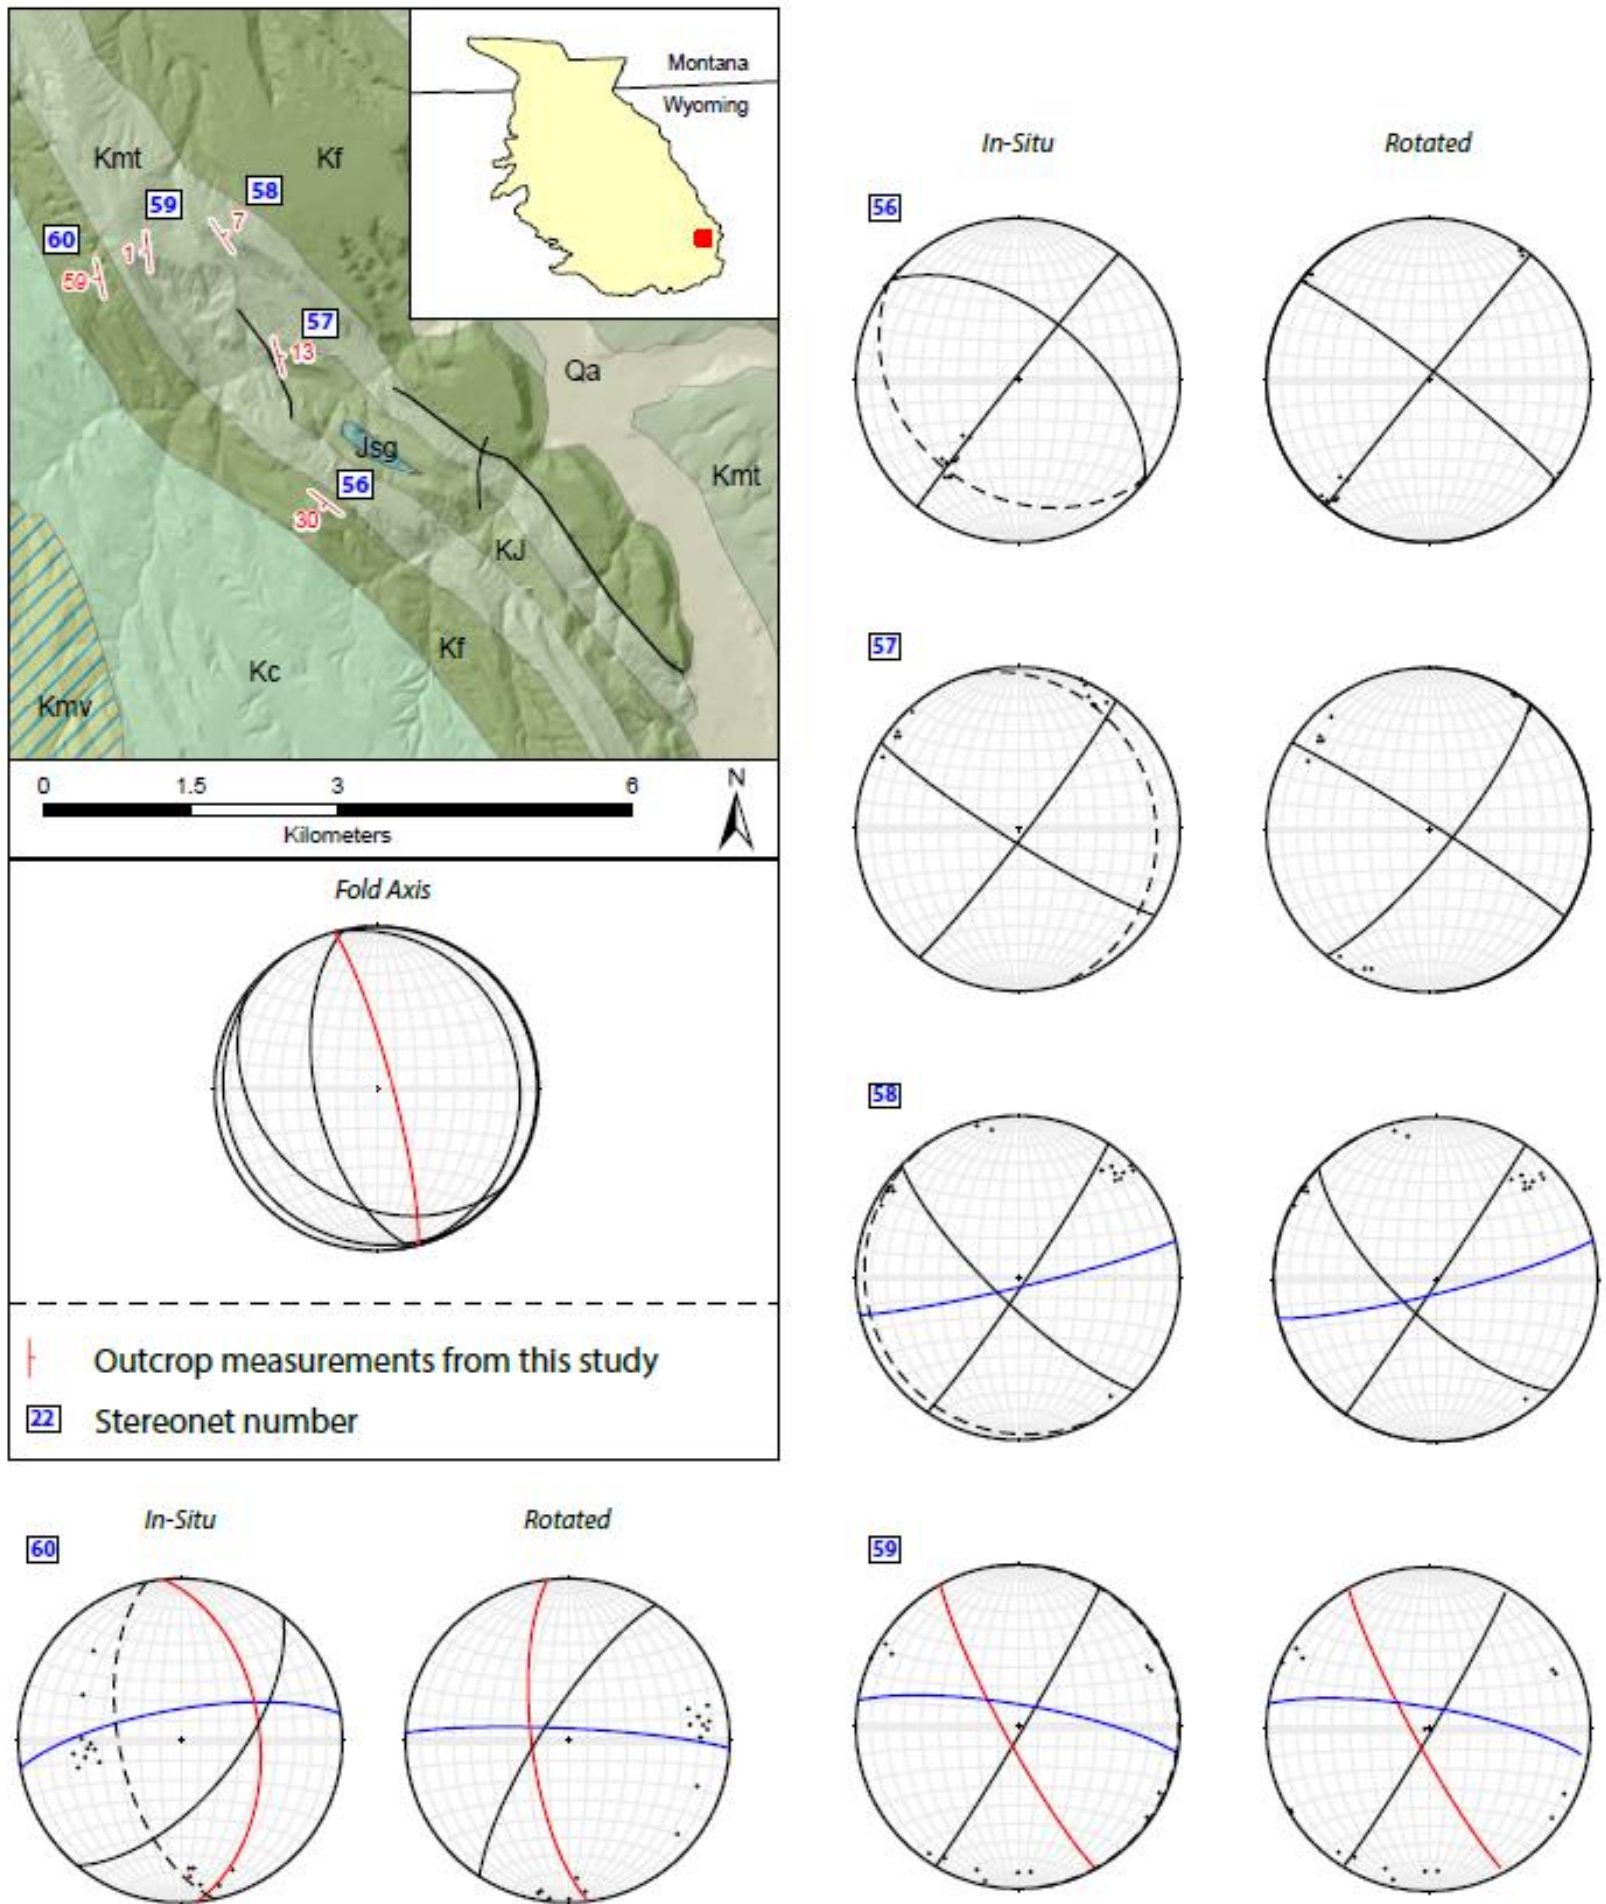 Montana
Wyoming
Kmt
Kf
59
58
7
60
1
59
57
13
Qa
Jsg
Kmt
56
30
KJ
Kf
Kc
Kmv
0 1.5 3 6
Kilometers
N
Fold Axis
Outcrop measurements from this study
22 Stereonet number
In-Situ Rotated
56
57
58
In-Situ Rotated
60
59